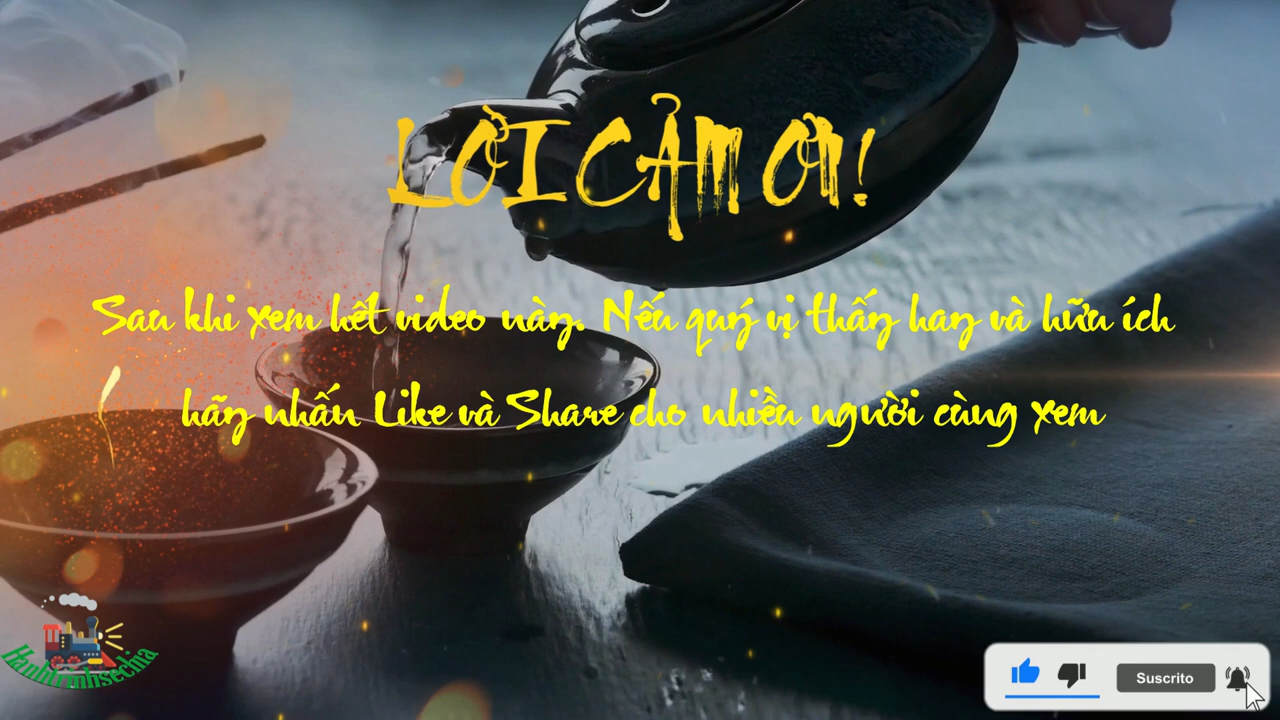 LỜI CẢM ƠN!
Sau khi xem hết video này. Nếu quý vị thấy hay và hữu ích
hãy nhấn Like và Share cho nhiều người cùng xem
Hanhtrinhsechia
Suscrito